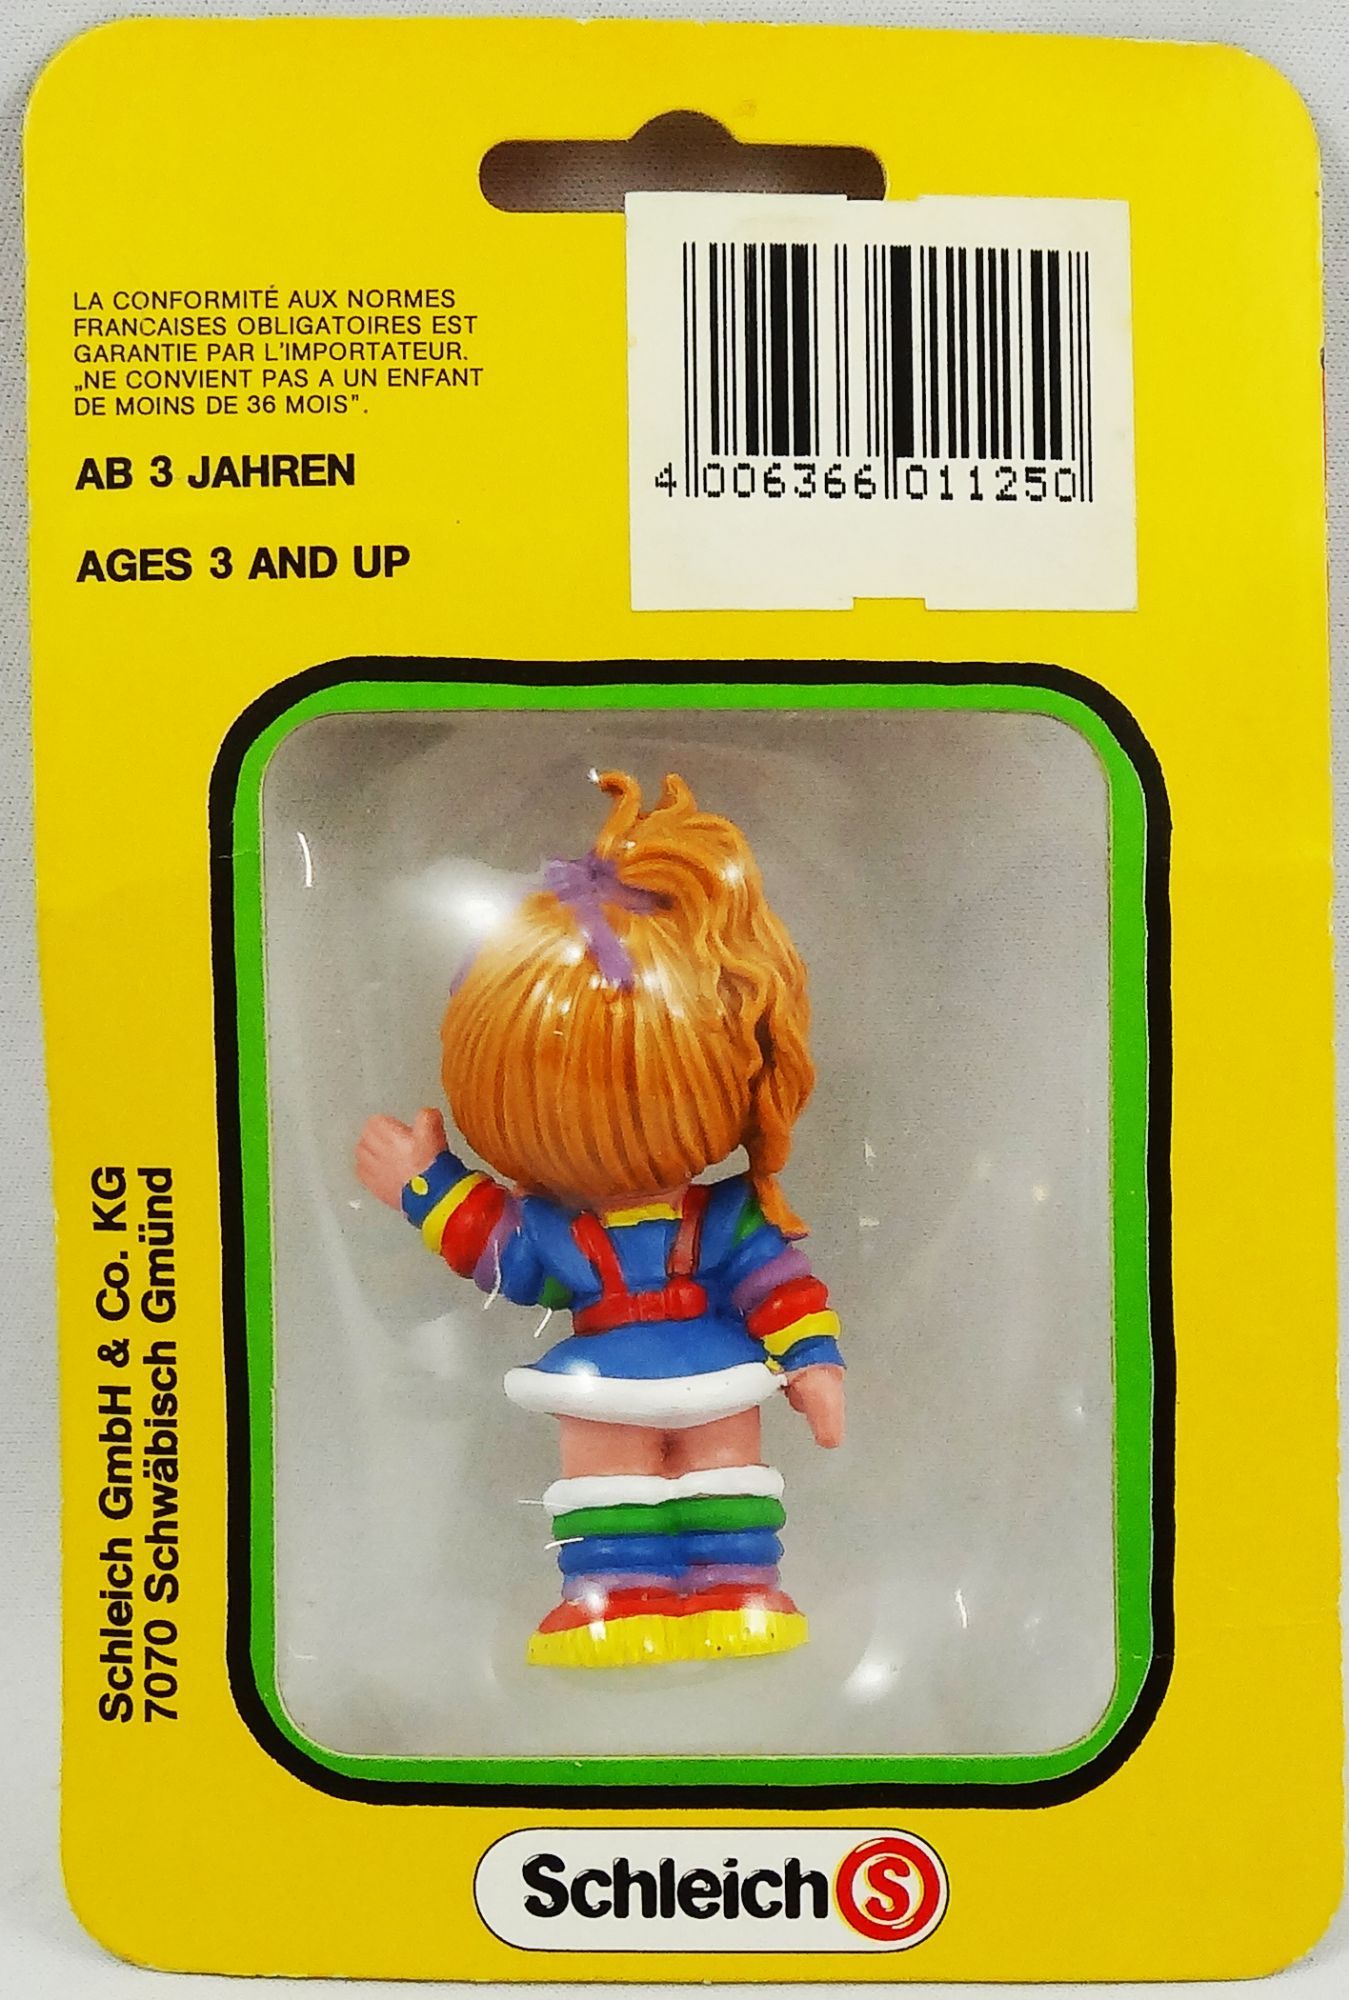 LA CONFORMITÉ AUX NORMES
FRANCAISES OBLIGATOIRES EST
GARANTIE PAR L'IMPORTATEUR.
„NE CONVIENT PAS A UN ENFANT
DE MOINS DE 36 MOIS".
AB 3 JAHREN
AGES 3 AND UP
4 006366 011250
Schleich GmbH & Co. KG
7070 Schwäbisch Gmünd
Schleich S